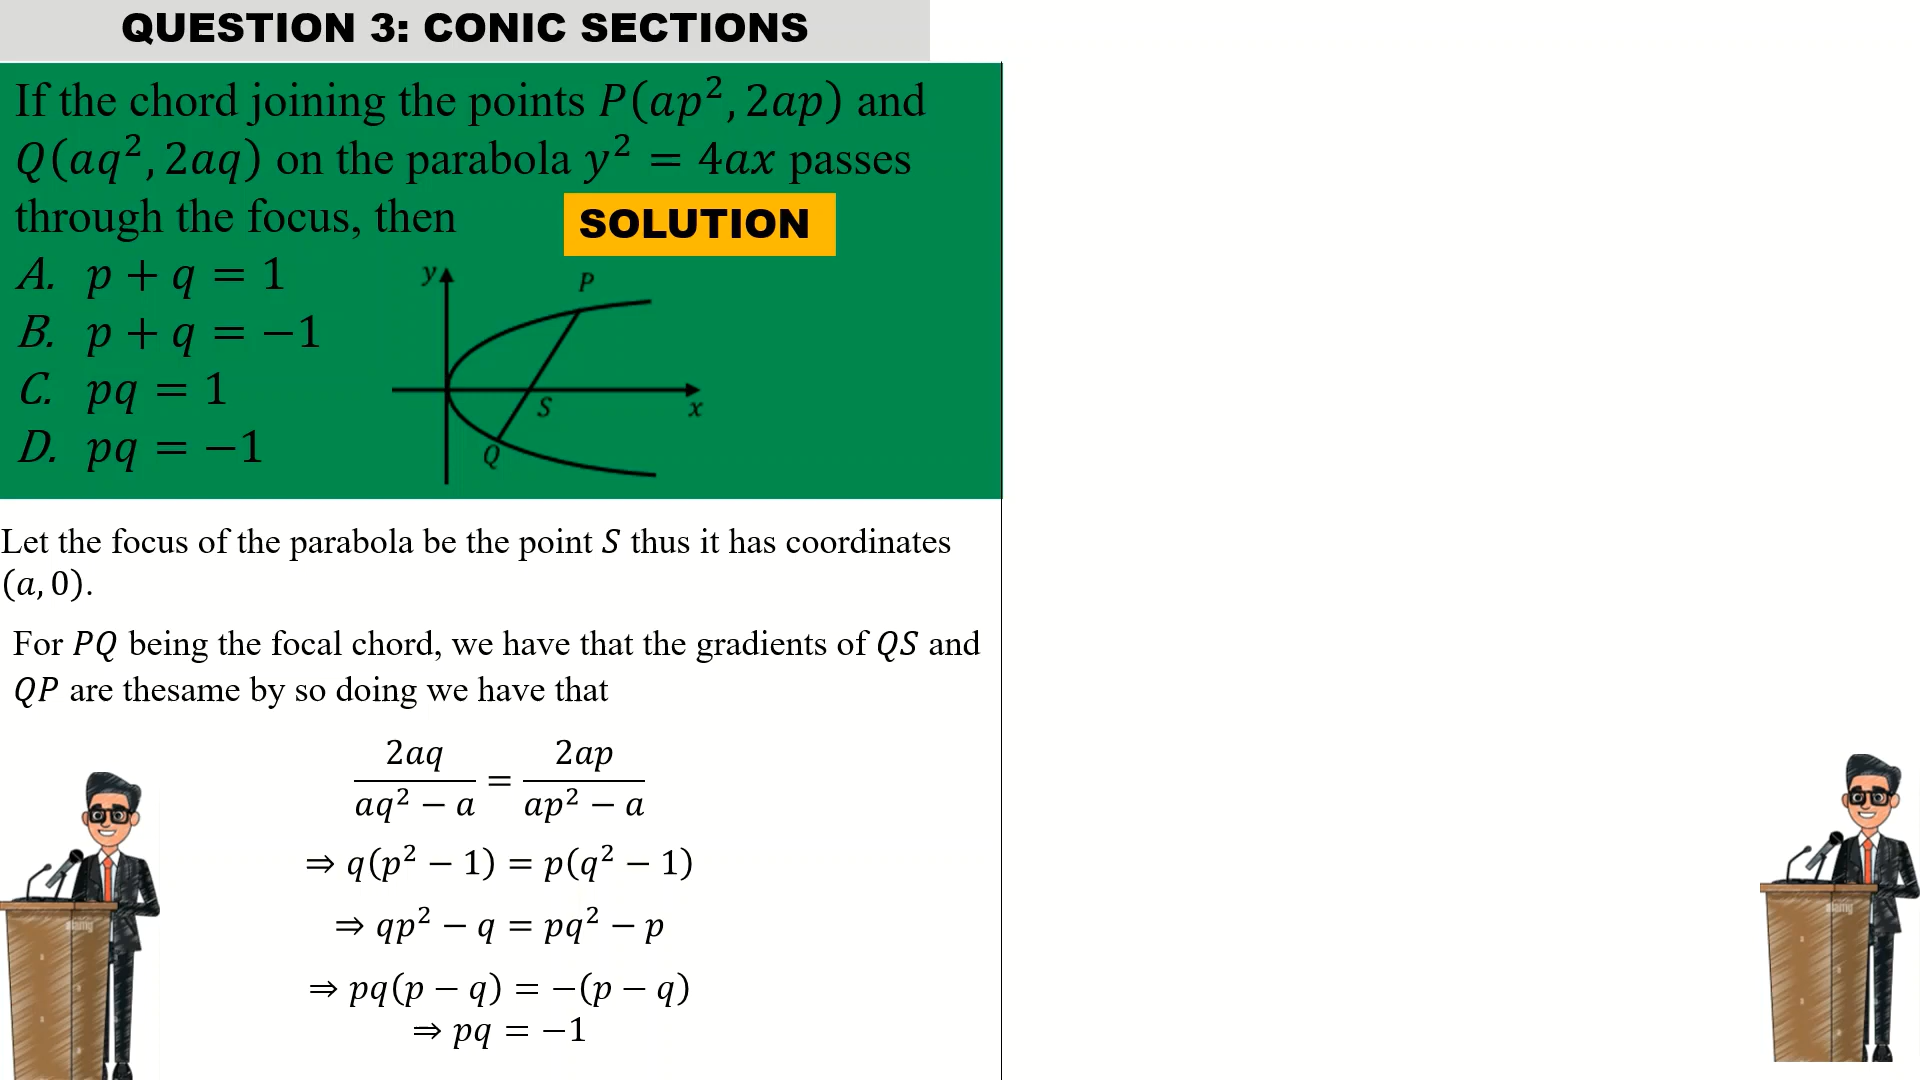 QUESTION 3: CONIC SECTIONS
If the chord joining the points P(ap², 2ap) and
Q(aq², 2aq) on the parabola y² = 4ax passes
through the focus, then
SOLUTION
A. p + q = 1
B. p + q = −1
C. pq = 1
D. pq = −1
y
P
S
x
Q
Let the focus of the parabola be the point S thus it has coordinates
(a, 0).
For PQ being the focal chord, we have that the gradients of QS and
QP are thesame by so doing we have that
2aq/(aq² − a) = 2ap/(ap² − a)
⇒ q(p² − 1) = p(q² − 1)
⇒ qp² − q = pq² − p
⇒ pq(p − q) = −(p − q)
⇒ pq = −1